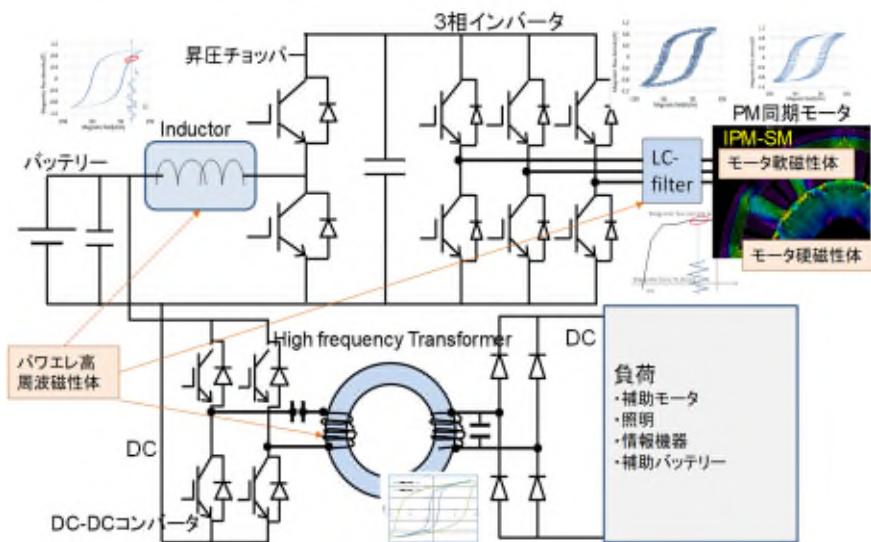 3相インバータ
昇圧チョッパ
PM同期モータ
Inductor
IPM-SM
バッテリー
LC-
filter
モータ軟磁性体
モータ硬磁性体
High frequency Transformer
DC
パワエレ高
周波磁性体
負荷
・補助モータ
・照明
・情報機器
・補助バッテリー
DC
DC-DCコンバータ